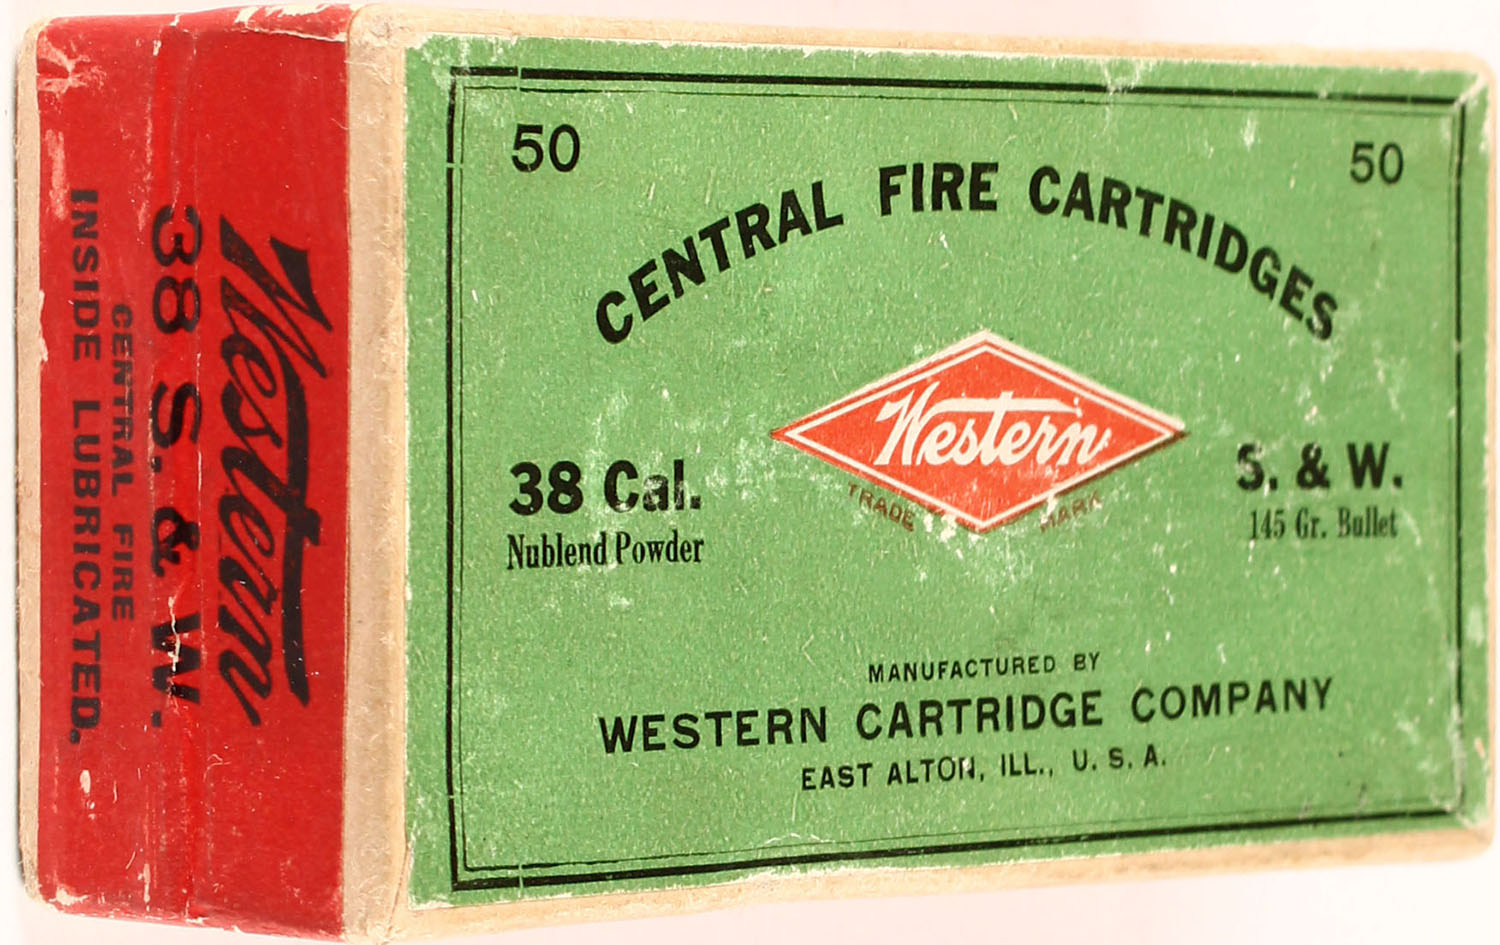 50
50
CENTRAL FIRE CARTRIDGES
Western
TRADE MARK
38 Cal.
Nublend Powder
S. & W.
145 Gr. Bullet
MANUFACTURED BY
WESTERN CARTRIDGE COMPANY
EAST ALTON, ILL., U. S. A.
Western
38 S. & W.
CENTRAL FIRE
INSIDE LUBRICATED.